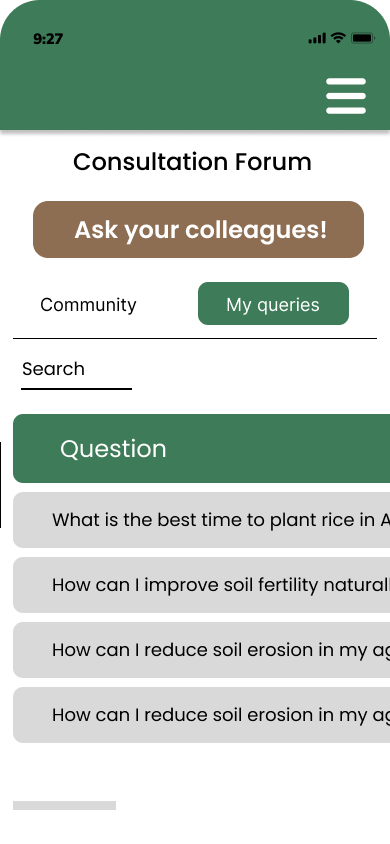 9:27
Consultation Forum
Ask your colleagues!
Community
My queries
Search
Question
What is the best time to plant rice in A
How can I improve soil fertility natural
How can I reduce soil erosion in my ag
How can I reduce soil erosion in my ag